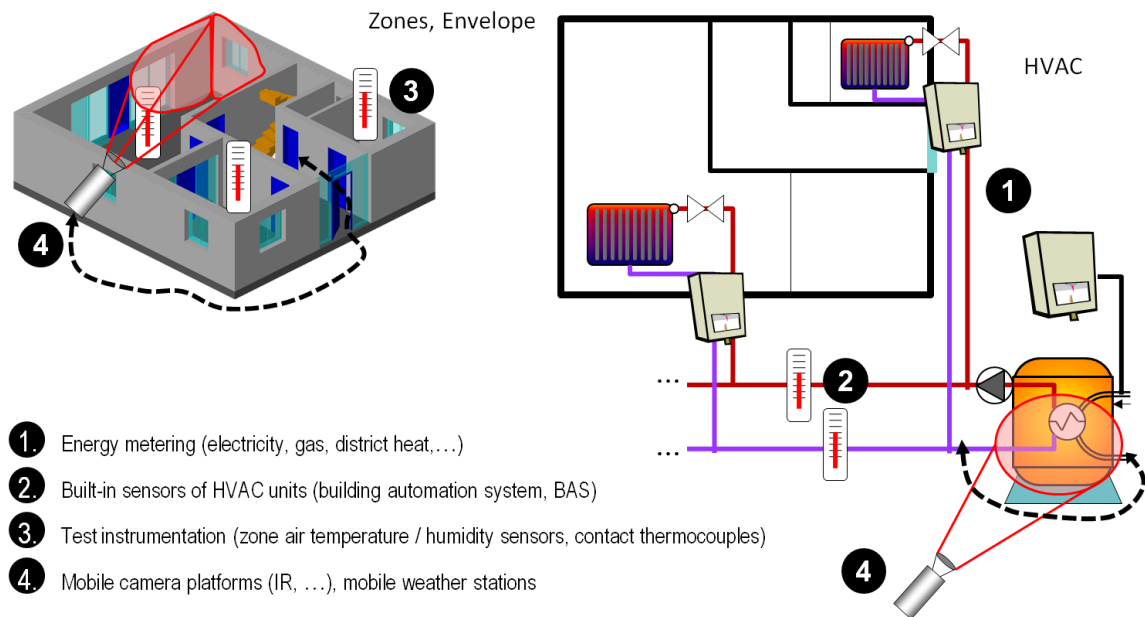 Zones, Envelope
HVAC
3
1
4
2
...
...
4
1. Energy metering (electricity, gas, district heat,…)
2. Built-in sensors of HVAC units (building automation system, BAS)
3. Test instrumentation (zone air temperature / humidity sensors, contact thermocouples)
4. Mobile camera platforms (IR, …), mobile weather stations